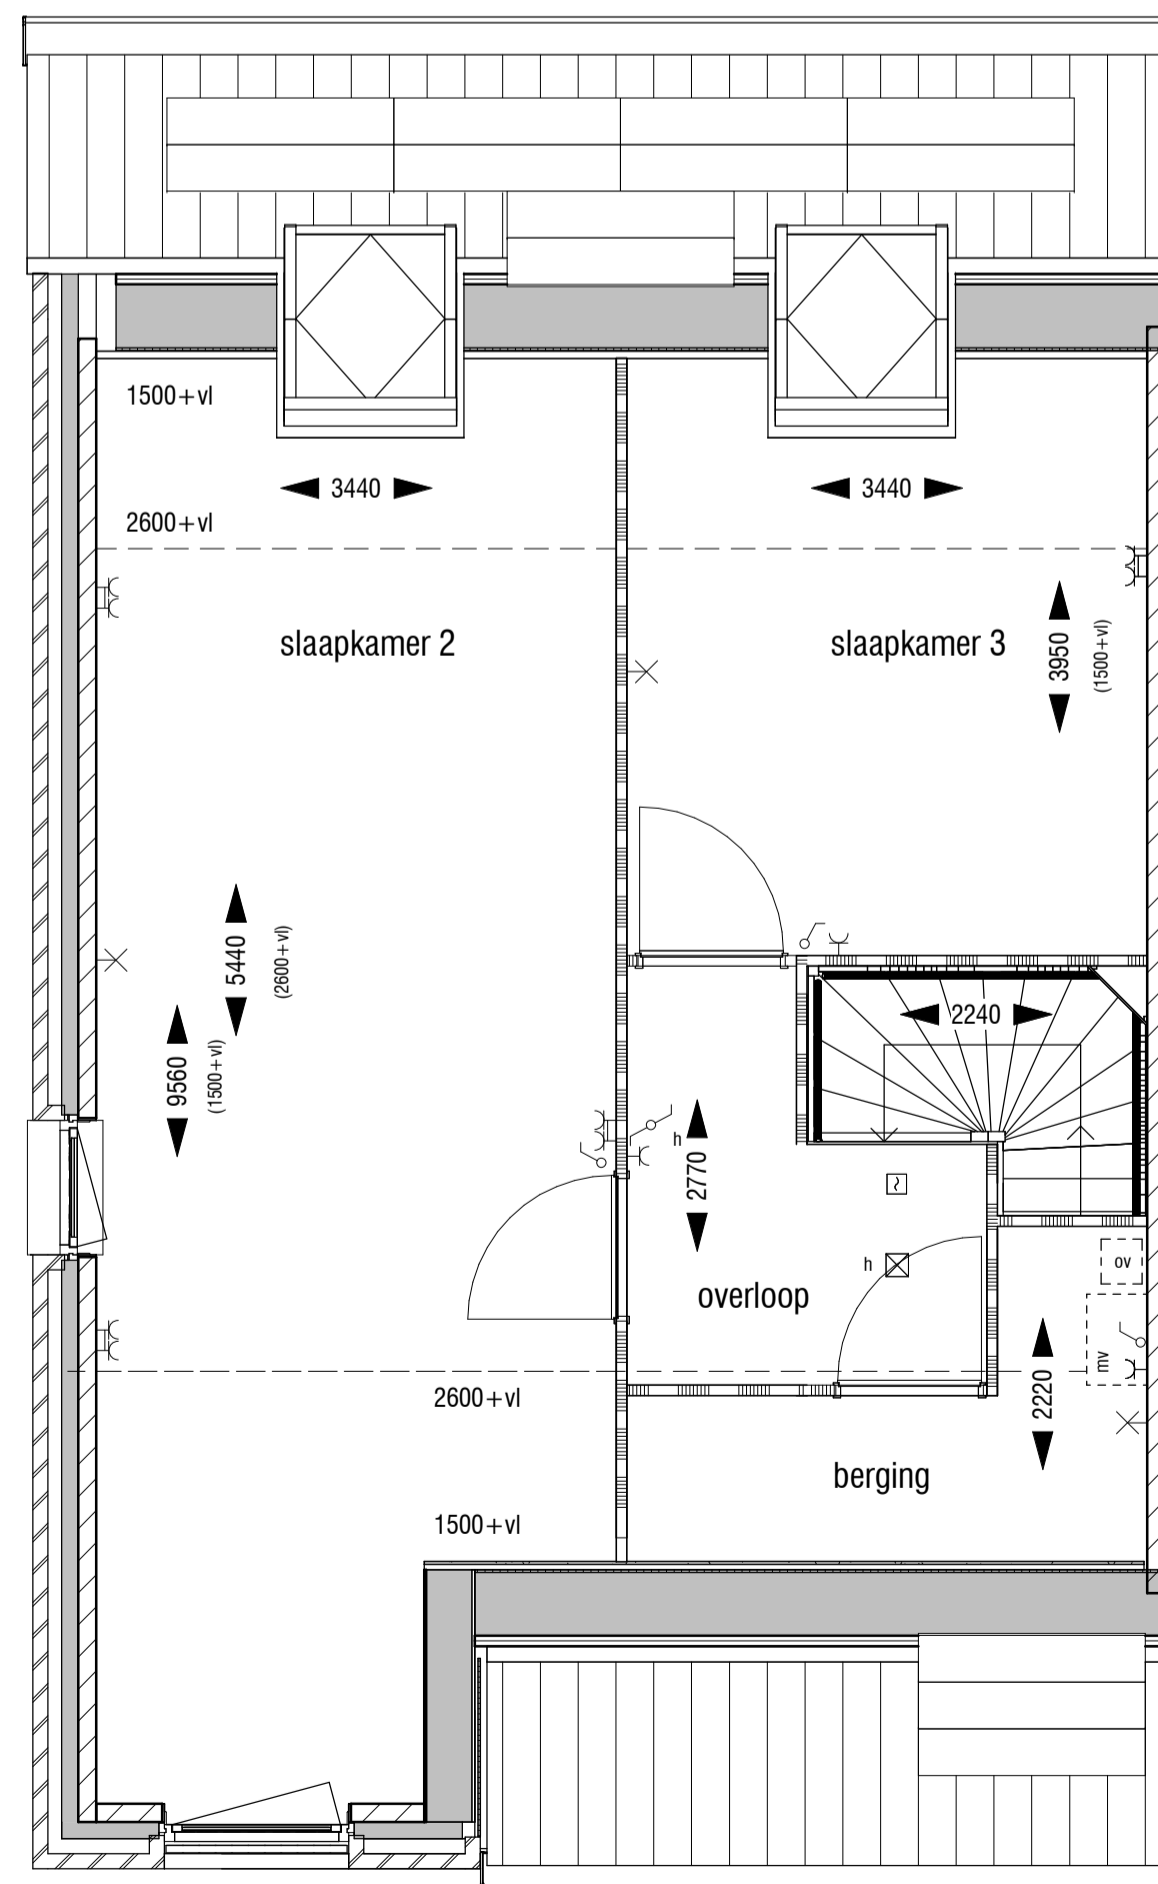 1500+vl
3440
3440
2600+vl
slaapkamer 2
slaapkamer 3
3950
(1500+vl)
5440
(2600+vl)
9560
(1500+vl)
2240
h
2770
h
ov
overloop
mv
2220
2600+vl
berging
1500+vl